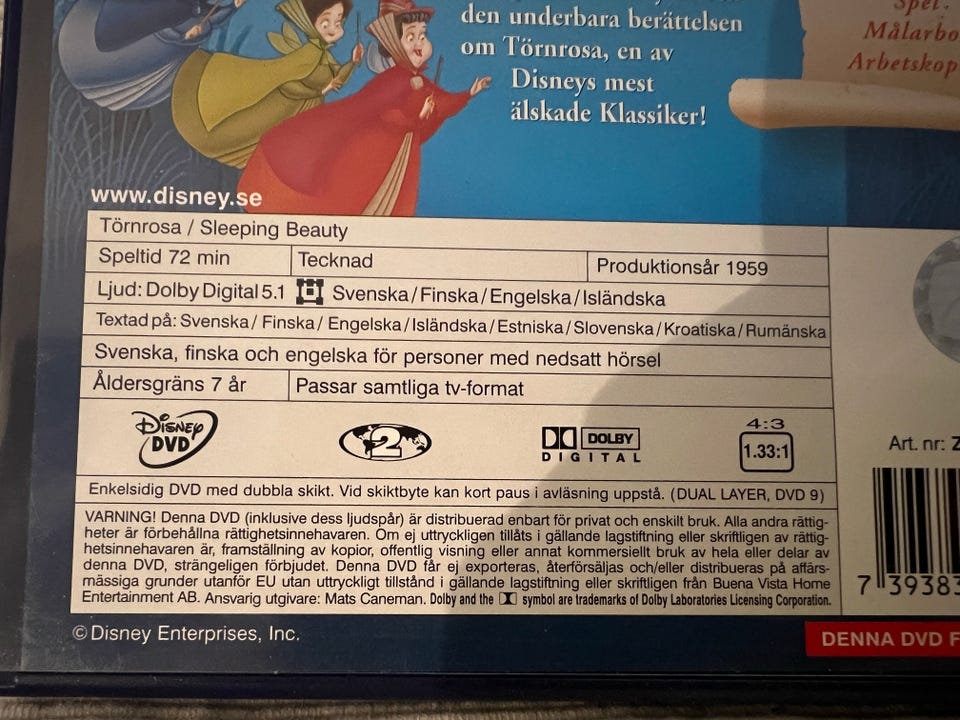 den underbara berättelsen
om Törnrosa, en av
Disneys mest
älskade Klassiker!
Spel.
Målarbo
Arbetskop
www.disney.se
Törnrosa / Sleeping Beauty
Speltid 72 min
Tecknad
Produktionsår 1959
Ljud: Dolby Digital 5.1 Svenska/Finska/Engelska/Isländska
Textad på: Svenska/ Finska/ Engelska/Isländska/Estniska/Slovenska/Kroatiska/Rumänska
Svenska, finska och engelska för personer med nedsatt hörsel
Åldersgräns 7 år
Passar samtliga tv-format
Disney
DVD
2
DOLBY
DIGITAL
4:3
1.33:1
Enkelsidig DVD med dubbla skikt. Vid skiktbyte kan kort paus i avläsning uppstå. (DUAL LAYER, DVD 9)
VARNING! Denna DVD (inklusive dess ljudspår) är distribuerad enbart för privat och enskilt bruk. Alla andra rättig-
heter är förbehållna rättighetsinnehavaren. Om ej uttryckligen tillåts i gällande lagstiftning eller skriftligen av rättig-
hetsinnehavaren är, framställning av kopior, offentlig visning eller annat kommersiellt bruk av hela eller delar av
denna DVD, strängeligen förbjudet. Denna DVD får ej exporteras, återförsäljas och/eller distribueras på affärs-
mässiga grunder utanför EU utan uttryckligt tillstånd i gällande lagstiftning eller skriftligen från Buena Vista Home
Entertainment AB. Ansvarig utgivare: Mats Caneman. Dolby and the symbol are trademarks of Dolby Laboratories Licensing Corporation.
Art. nr: Z
7 39383
© Disney Enterprises, Inc.
DENNA DVD F